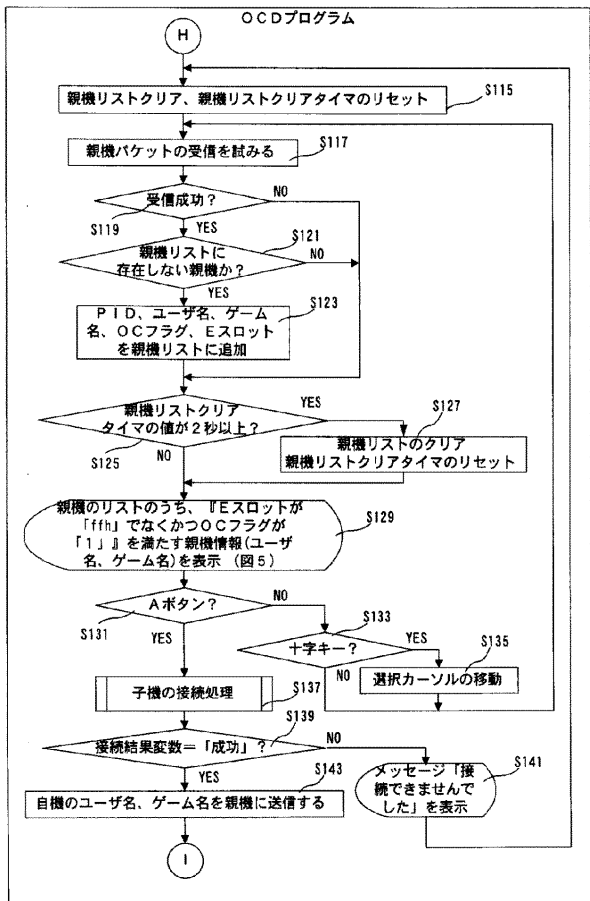 OCDプログラム
H
親機リストクリア、親機リストクリアタイマのリセット
S115
親機パケットの受信を試みる
S117
受信成功?
NO
S119
YES
S121
親機リストに
存在しない親機か?
NO
YES
S123
PID、ユーザ名、ゲーム
名、OCフラグ、Eスロット
を親機リストに追加
親機リストクリア
タイマの値が2秒以上?
YES
S125
NO
S127
親機リストのクリア
親機リストクリアタイマのリセット
親機のリストのうち、『Eスロットが
「ffh」でなくかつOCフラグが
「1」』を満たす親機情報(ユーザ
名、ゲーム名)を表示 (図5)
S129
Aボタン?
NO
S131
YES
S133
十字キー?
YES
NO
S135
選択カーソルの移動
子機の接続処理
S137
S139
接続結果変数=「成功」?
NO
YES
S141
メッセージ「接
続できませんで
した」を表示
S143
自機のユーザ名、ゲーム名を親機に送信する
I